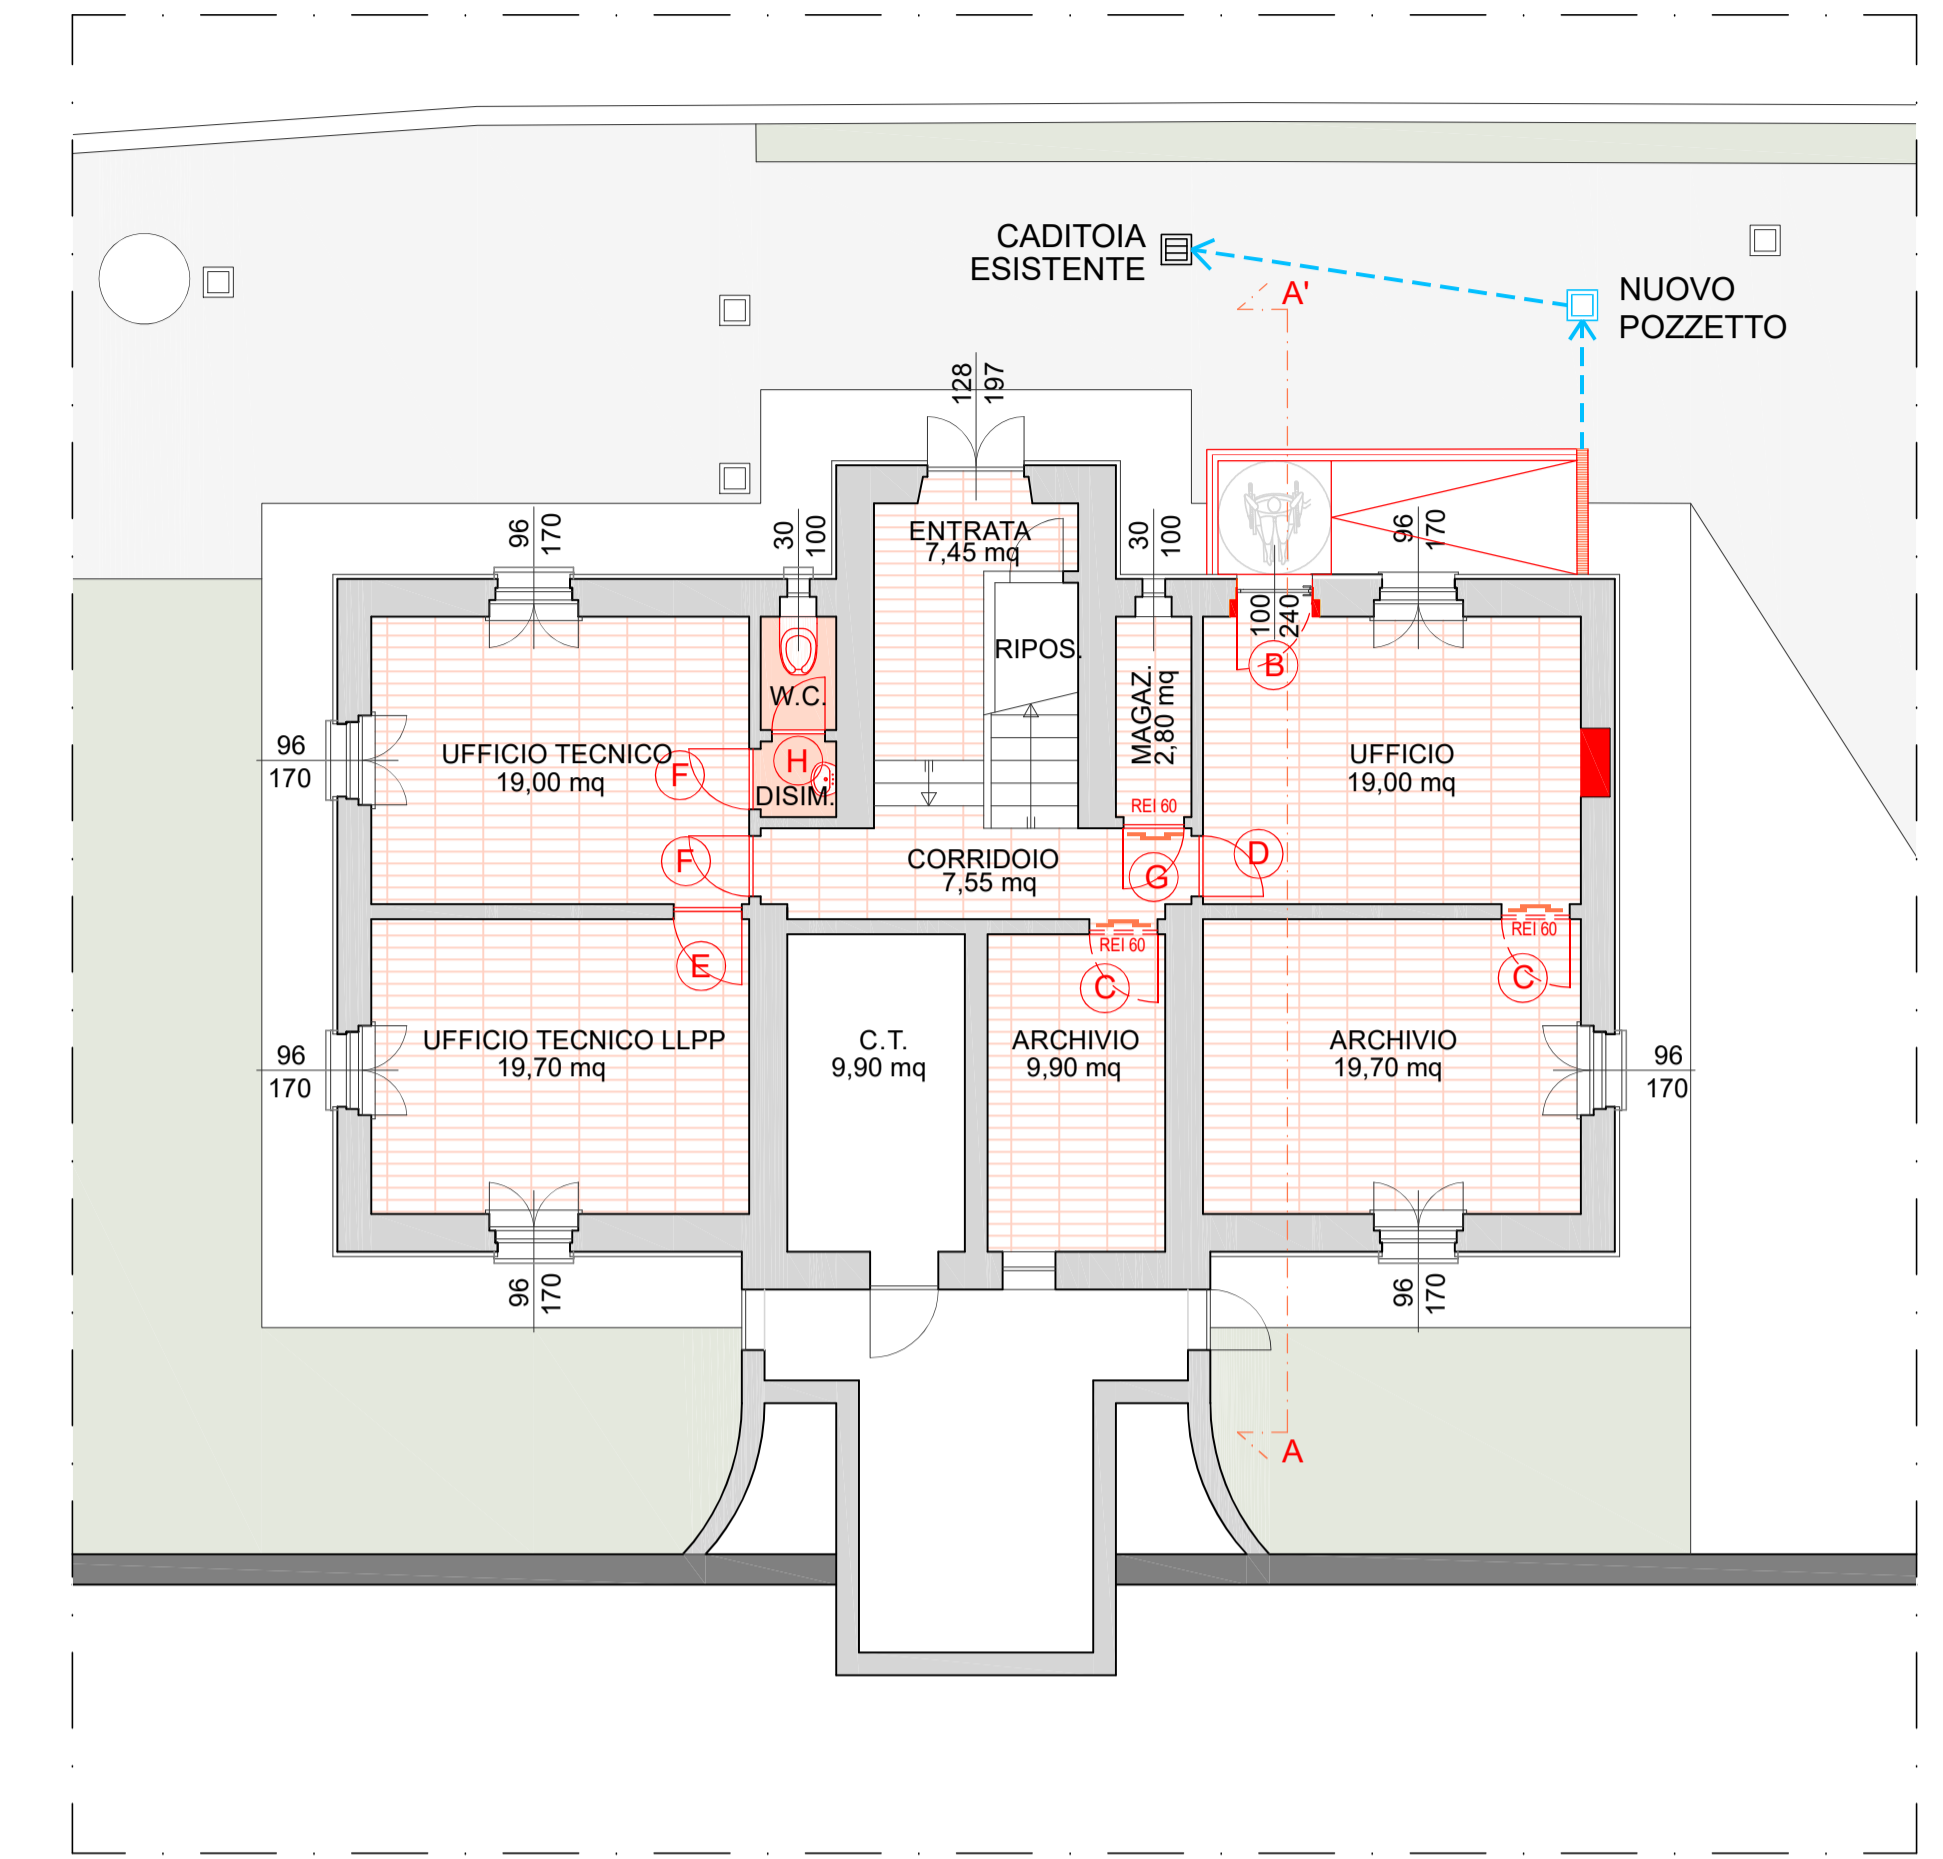 CADITOIA
ESISTENTE
A'
NUOVO
POZZETTO
128
197
96
170
30
100
ENTRATA
7,45 mq
30
100
96
170
100
240
B
RIPOS.
W.C.
MAGAZ.
2,80 mq
96
170
UFFICIO TECNICO
19,00 mq
F
H
DISIM.
UFFICIO
19,00 mq
REI 60
F
CORRIDOIO
7,55 mq
G
D
REI 60
REI 60
E
C
C
UFFICIO TECNICO LLPP
19,70 mq
C.T.
9,90 mq
ARCHIVIO
9,90 mq
ARCHIVIO
19,70 mq
96
170
96
170
96
170
96
170
A